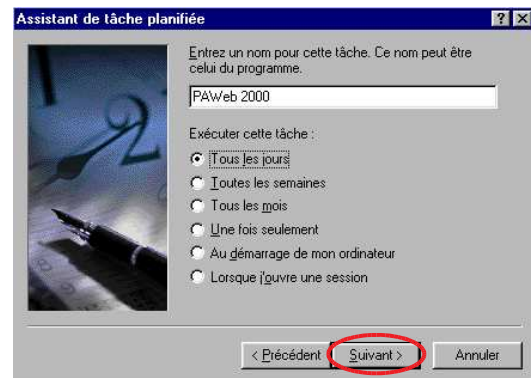 Assistant de tâche planifiée
Entrez un nom pour cette tâche. Ce nom peut être
celui du programme.
PAWeb 2000
Exécuter cette tâche :
Tous les jours
Toutes les semaines
Tous les mois
Une fois seulement
Au démarrage de mon ordinateur
Lorsque j'ouvre une session
< Précédent
Suivant >
Annuler